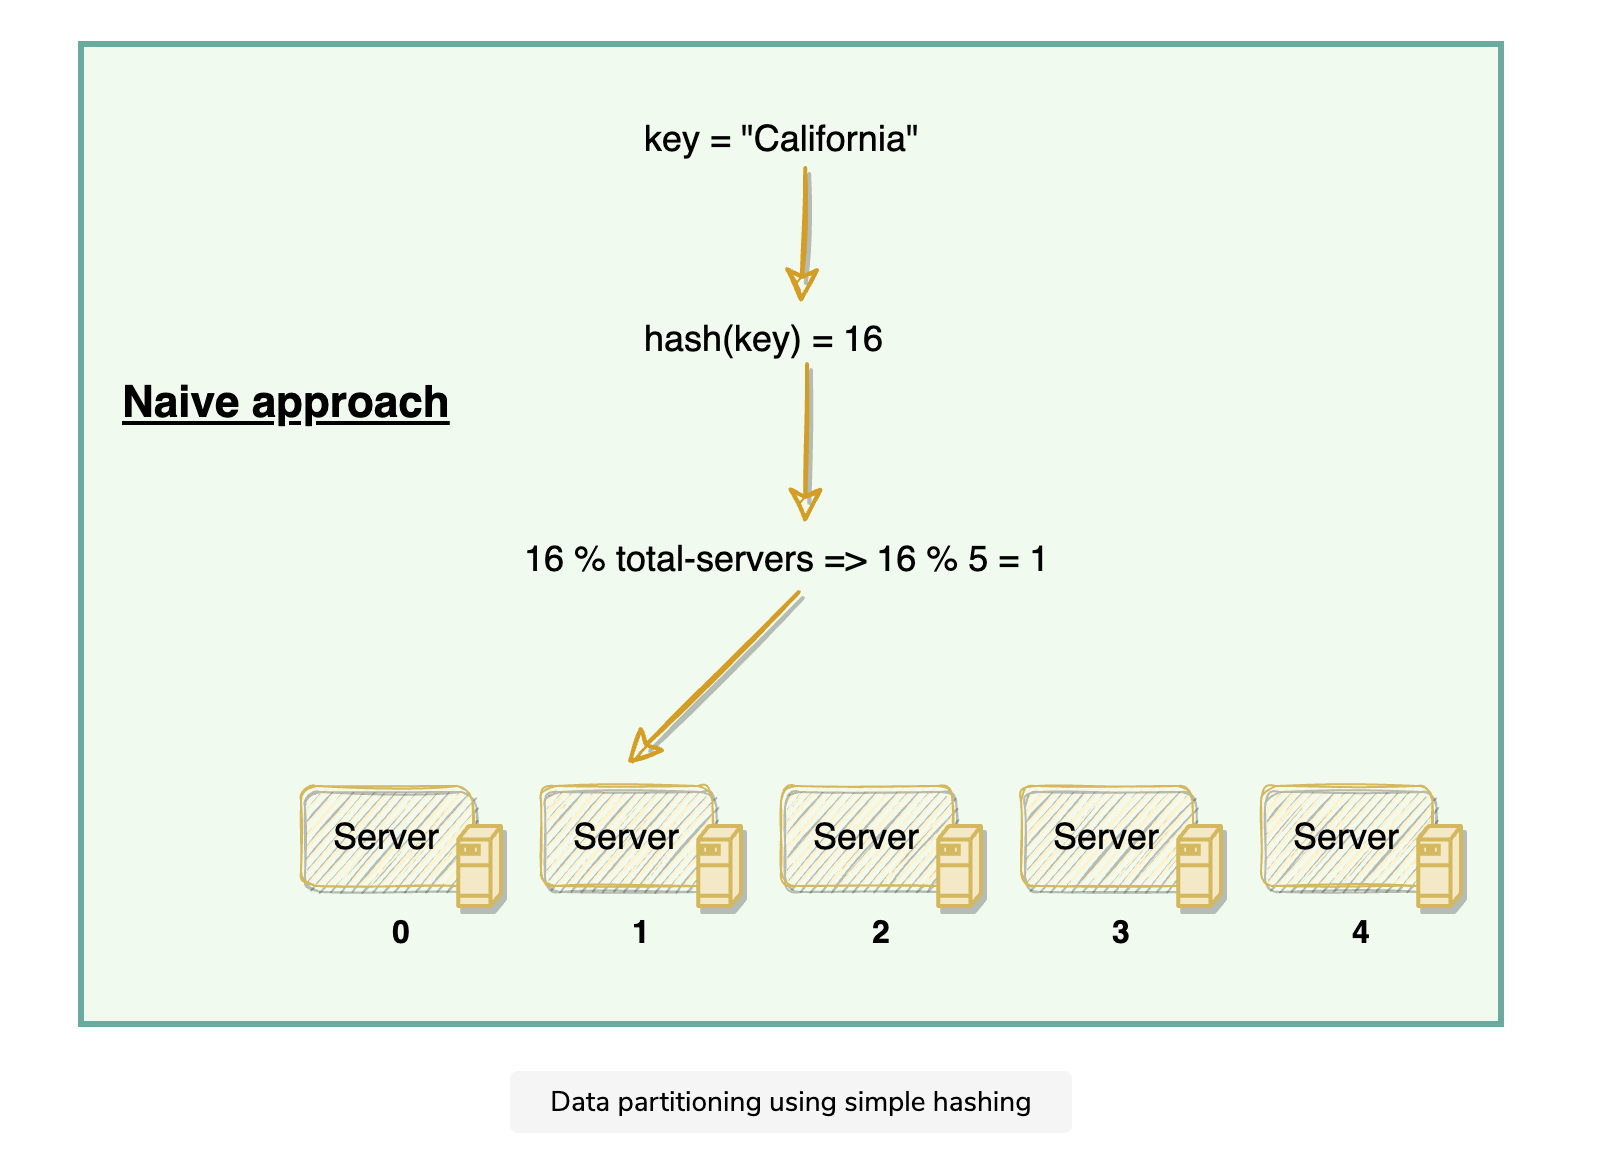 key = "California"
hash(key) = 16
Naive approach
16 % total-servers => 16 % 5 = 1
Server
Server
Server
Server
Server
0
1
2
3
4
Data partitioning using simple hashing